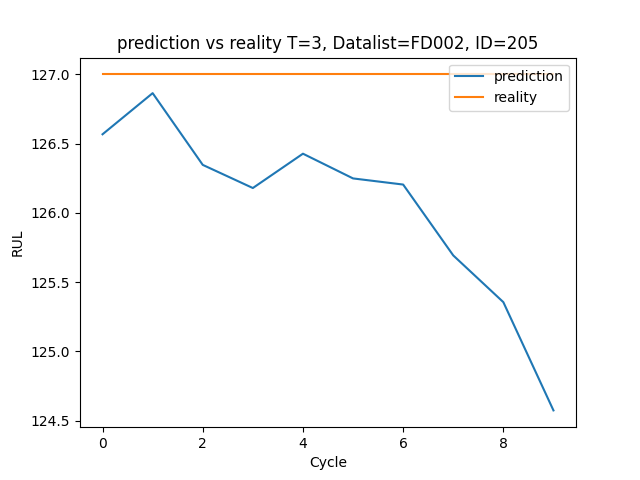 prediction vs reality T=3, Datalist=FD002, ID=205
127.0
126.5
126.0
125.5
125.0
124.5
RUL
prediction
reality
0 2 4 6 8
Cycle